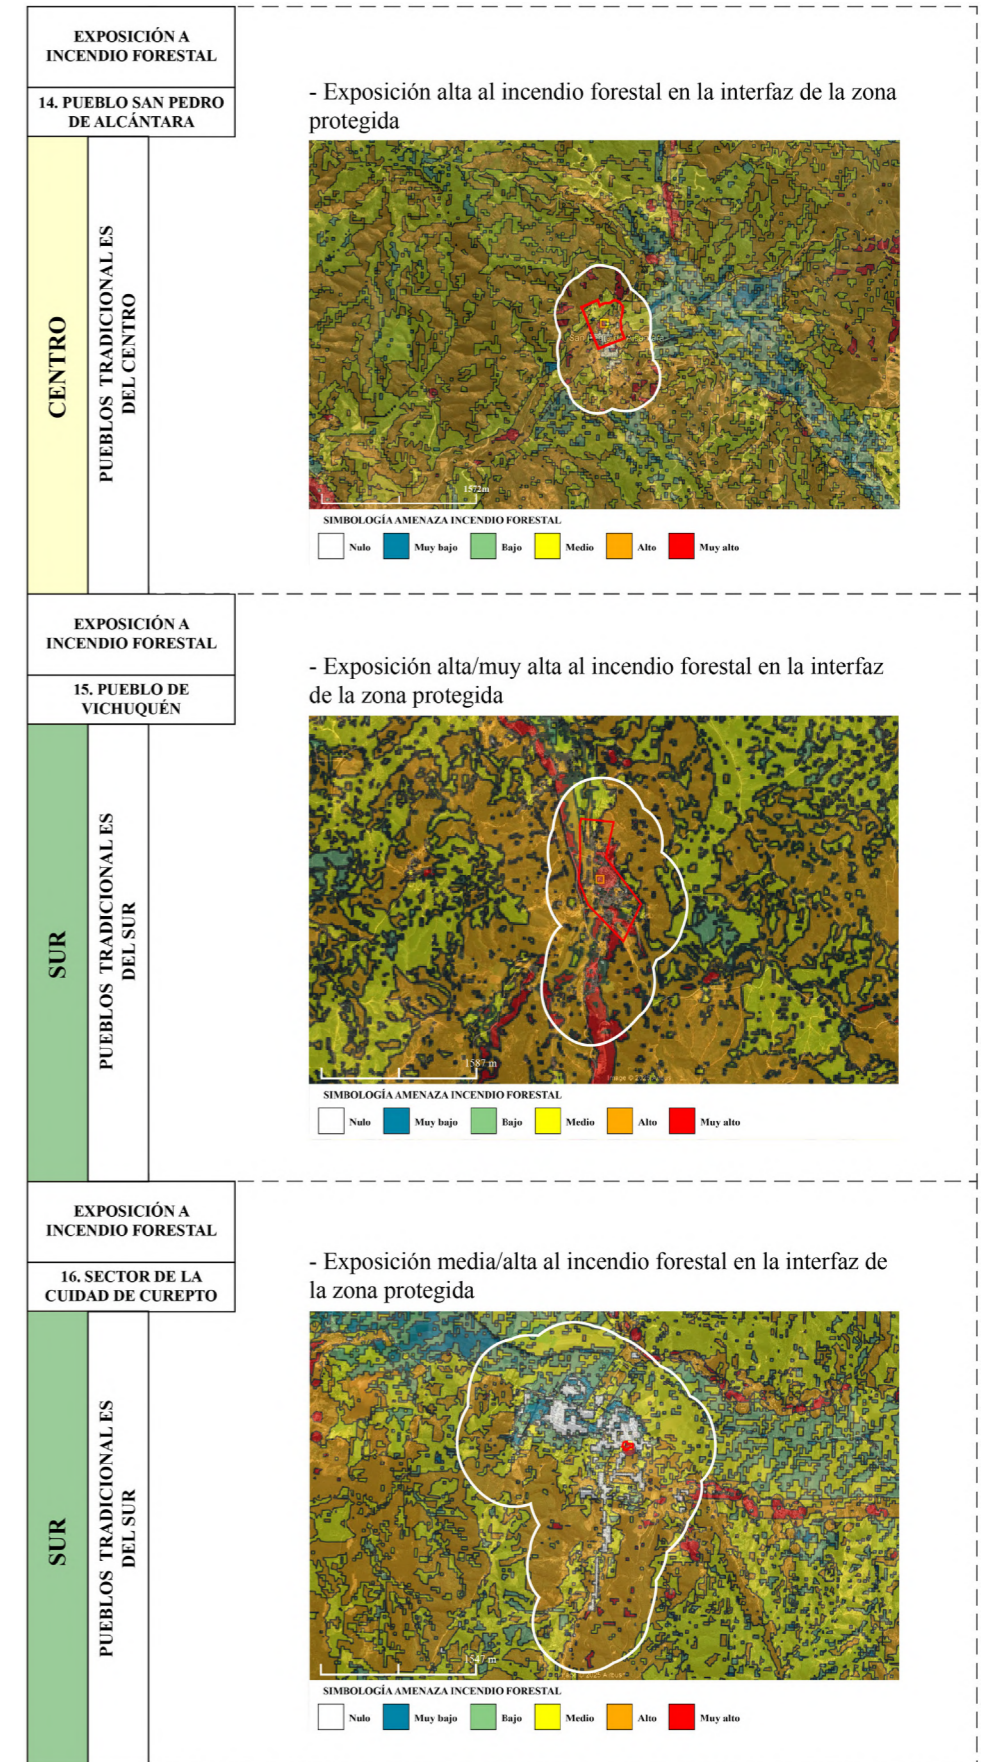 EXPOSICIÓN A
INCENDIO FORESTAL
14. PUEBLO SAN PEDRO
DE ALCÁNTARA
CENTRO
PUEBLOS TRADICIONAL ES
DEL CENTRO
- Exposición alta al incendio forestal en la interfaz de la zona
protegida
1572m
SIMBOLOGÍA AMENAZA INCENDIO FORESTAL
Nulo Muy bajo Bajo Medio Alto Muy alto
EXPOSICIÓN A
INCENDIO FORESTAL
15. PUEBLO DE
VICHUQUÉN
SUR
PUEBLOS TRADICIONAL ES
DEL SUR
- Exposición alta/muy alta al incendio forestal en la interfaz
de la zona protegida
1587 m
SIMBOLOGÍA AMENAZA INCENDIO FORESTAL
Nulo Muy bajo Bajo Medio Alto Muy alto
EXPOSICIÓN A
INCENDIO FORESTAL
16. SECTOR DE LA
CUIDAD DE CUREPTO
SUR
PUEBLOS TRADICIONAL ES
DEL SUR
- Exposición media/alta al incendio forestal en la interfaz de
la zona protegida
1547 m
SIMBOLOGÍA AMENAZA INCENDIO FORESTAL
Nulo Muy bajo Bajo Medio Alto Muy alto